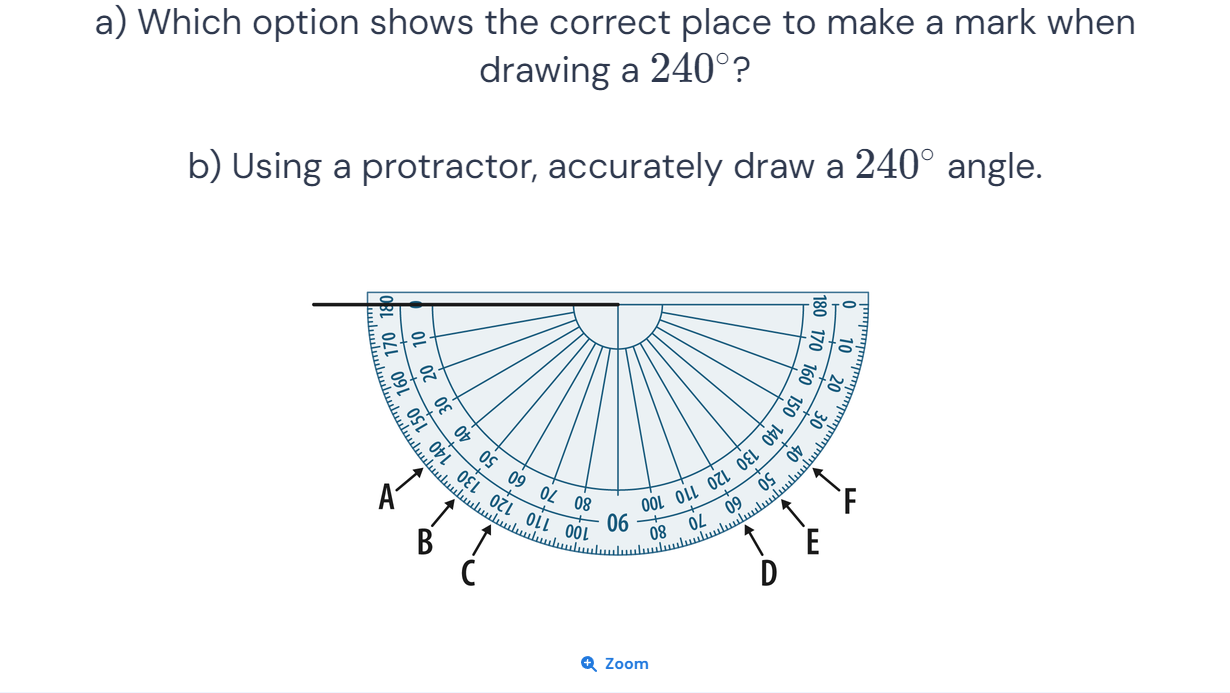 a) Which option shows the correct place to make a mark when
drawing a 240°?
b) Using a protractor, accurately draw a 240° angle.
180 0 180 0
170 10 170 10
160 20 160 20
150 30 150 30
140 40 140 40
130 50 130 50
120 60 120 60
110 70 110 70
100 80 90 100 80
A
F
B
E
C
D
Zoom